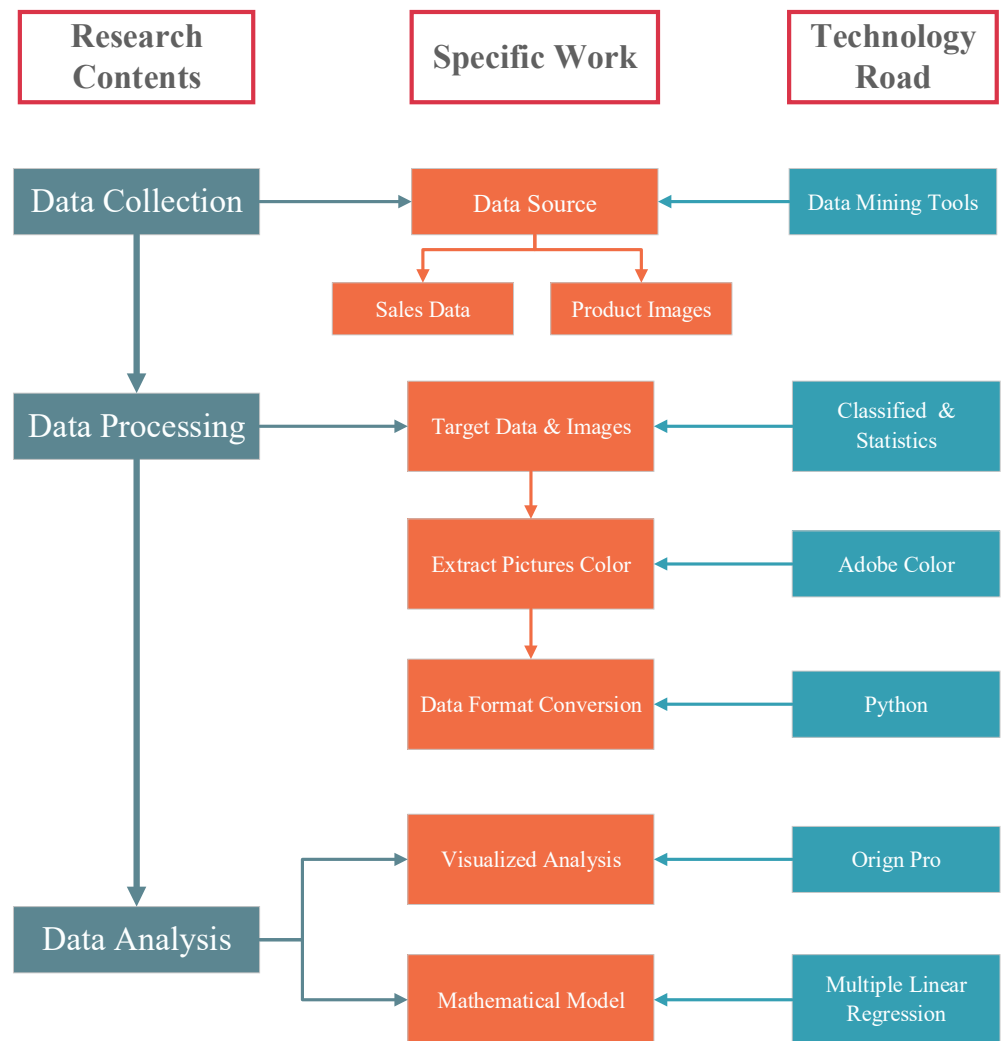 Research
Contents
Specific Work
Technology
Road
Data Collection
Data Source
Data Mining Tools
Sales Data
Product Images
Data Processing
Target Data & Images
Classified & 
Statistics
Extract Pictures Color
Adobe Color
Data Format Conversion
Python
Visualized Analysis
Orign Pro
Data Analysis
Mathematical Model
Multiple Linear
Regression